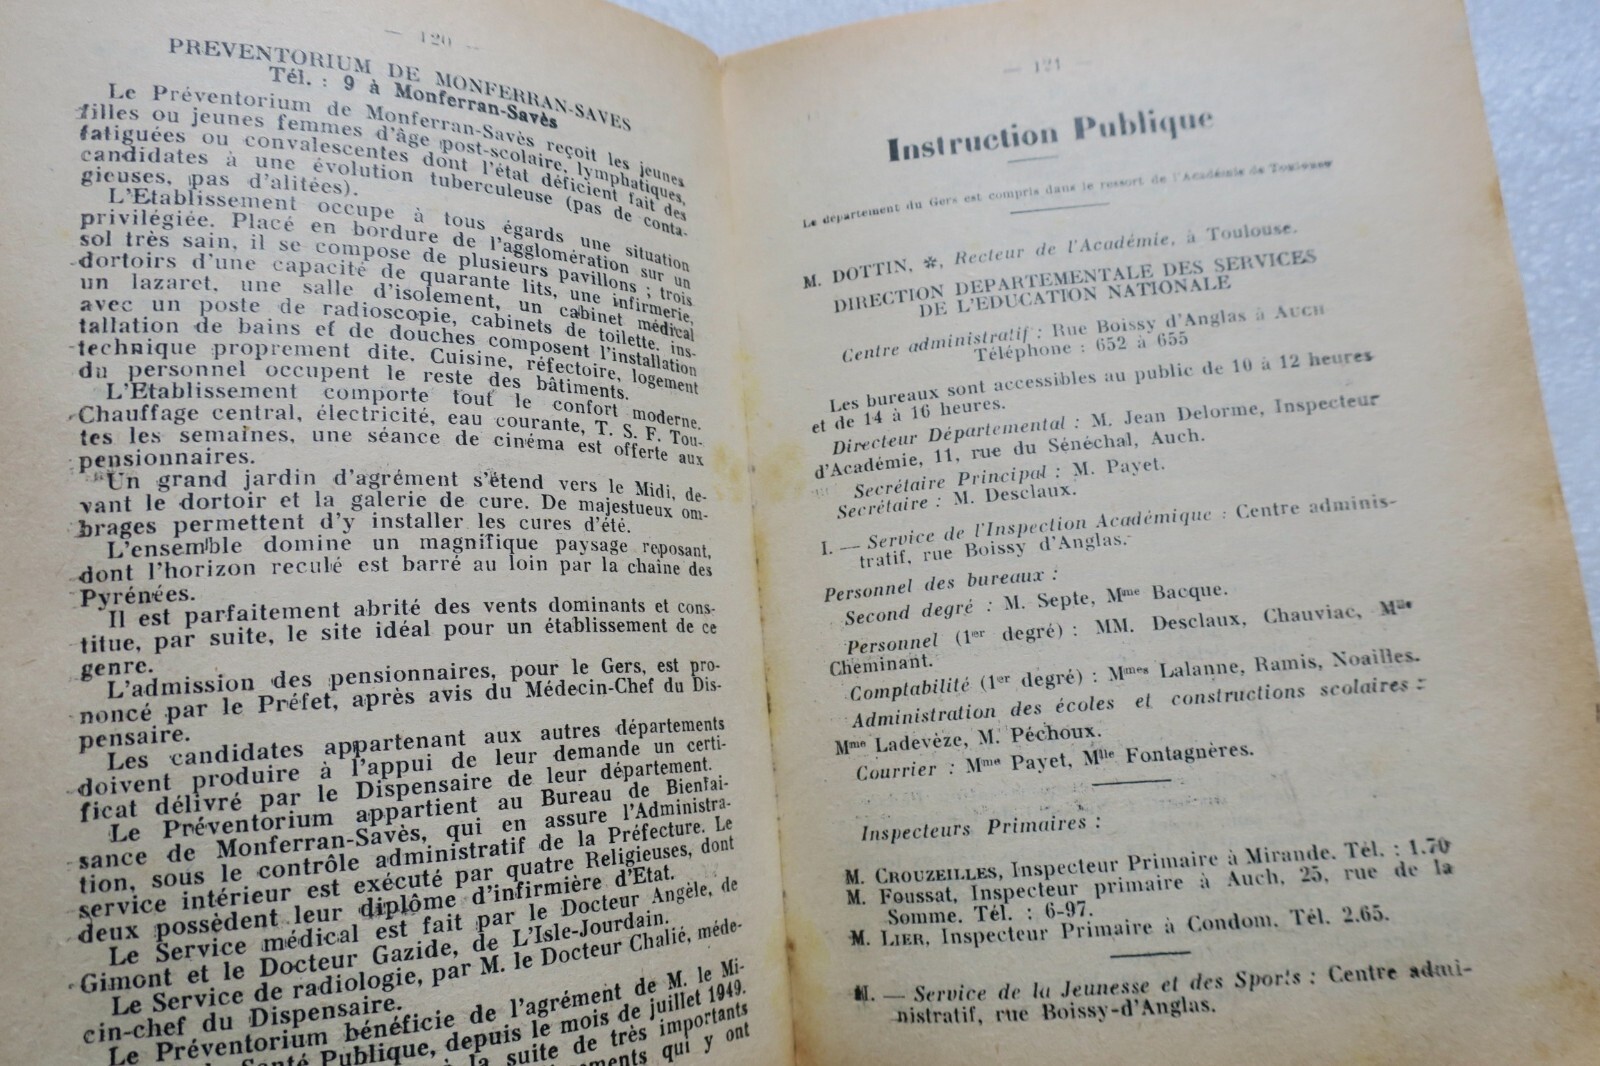 — 120 —
PREVENTORIUM DE MONFERRAN-SAVES
Tél. : 9 à Monferran-Savès
Le Préventorium de Monferran-Savès reçoit les jeunes
filles ou jeunes femmes d'âge post-scolaire, lymphatiques,
fatiguées ou convalescentes dont l'état déficient fait des
candidates à une évolution tuberculeuse (pas de conta-
gieuses, pas d'alitées).
L'Etablissement occupe à tous égards une situation
privilégiée. Placé en bordure de l'agglomération sur un
sol très sain, il se compose de plusieurs pavillons ; trois
dortoirs d'une capacité de quarante lits, une infirmerie,
un lazaret, une salle d'isolement, un cabinet médical
avec un poste de radioscopie, cabinets de toilette, ins-
tallation de bains et de douches composent l'installation
technique proprement dite. Cuisine, réfectoire, logement
du personnel occupent le reste des bâtiments.
L'Etablissement comporte tout le confort moderne.
Chauffage central, électricité, eau courante, T. S. F. Tou-
tes les semaines, une séance de cinéma est offerte aux
pensionnaires.
Un grand jardin d'agrément s'étend vers le Midi, de-
vant le dortoir et la galerie de cure. De majestueux om-
brages permettent d'y installer les cures d'été.
L'ensemble domine un magnifique paysage reposant,
dont l'horizon reculé est barré au loin par la chaine des
Pyrénées.
Il est parfaitement abrité des vents dominants et cons-
titue, par suite, le site idéal pour un établissement de ce
genre.
L'admission des pensionnaires, pour le Gers, est pro-
noncé par le Préfet, après avis du Médecin-Chef du Dis-
pensaire.
Les candidates appartenant aux autres départements
doivent produire à l'appui de leur demande un certi-
ficat délivré par le Dispensaire de leur département.
Le Préventorium appartient au Bureau de Bienfai-
sance de Monferran-Savès, qui en assure l'Administra-
tion, sous le contrôle administratif de la Préfecture. Le
service intérieur est exécuté par quatre Religieuses, dont
deux possèdent leur diplôme d'infirmière d'Etat.
Le Service médical est fait par le Docteur Angèle, de
Gimont et le Docteur Gazide, de L'Isle-Jourdain.
Le Service de radiologie, par M. le Docteur Chalié, méde-
cin-chef du Dispensaire.
Le Préventorium bénéficie de l'agrément de M. le Mi-
Santé Publique, depuis le mois de juillet 1949.
la suite de très importants
qui y ont
— 121 —
Instruction Publique
Le département du Gers est compris dans le ressort de l'Académie de Toulouse
M. DOTTIN, ✻, Recteur de l'Académie, à Toulouse.
DIRECTION DEPARTEMENTALE DES SERVICES
DE L'EDUCATION NATIONALE
Centre administratif : Rue Boissy d'Anglas à AUCH
Téléphone : 652 à 655
Les bureaux sont accessibles au public de 10 à 12 heures
et de 14 à 16 heures.
Directeur Départemental : M. Jean Delorme, Inspecteur
d'Académie, 11, rue du Sénéchal, Auch.
Secrétaire Principal : M. Payet.
Secrétaire : M. Desclaux.
I. — Service de l'Inspection Académique : Centre adminis-
tratif, rue Boissy d'Anglas.
Personnel des bureaux :
Second degré : M. Septe, Mme Bacque.
Personnel (1er degré) : MM. Desclaux, Chauviac, Mlle
Cheminant.
Comptabilité (1er degré) : Mmes Lalanne, Ramis, Noailles.
Administration des écoles et constructions scolaires :
Mme Ladevèze, M. Péchoux.
Courrier : Mme Payet, Mlle Fontagnères.
Inspecteurs Primaires :
M. CROUZEILLES, Inspecteur Primaire à Mirande. Tél. : 1.70
M. FOUSSAT, Inspecteur primaire à Auch, 25, rue de la
Somme. Tél. : 6-97.
M. LIER, Inspecteur Primaire à Condom, Tél. 2.65.
— Service de la Jeunesse et des Sports : Centre admi-
nistratif, rue Boissy-d'Anglas.